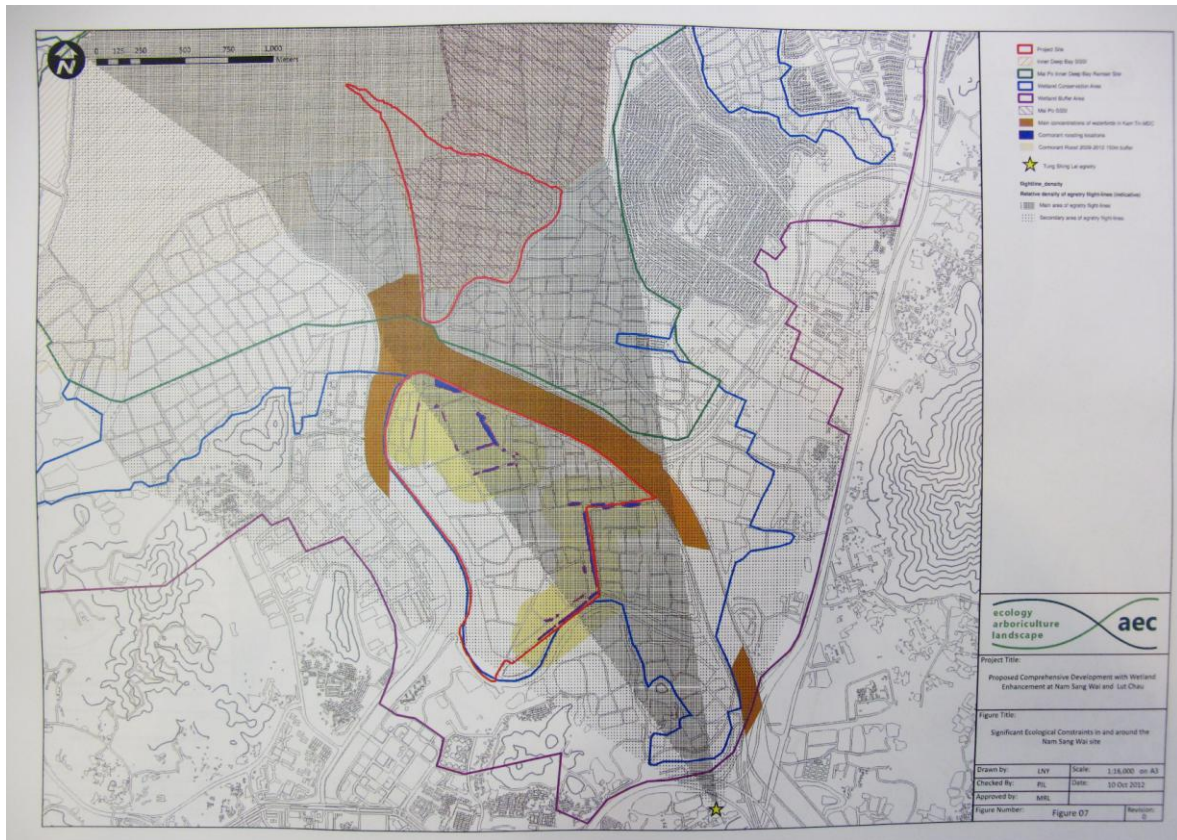 N
0 125 250 500 750 1,000
Meters
Project Site
Inner Deep Bay SSSI
Mai Po Inner Deep Bay Ramsar Site
Wetland Conservation Area
Wetland Buffer Area
Mai Po SSSI
Main concentrations of waterbirds in Kam Tin MDC
Cormorant roosting locations
Cormorant Roost 2009-2012 100m buffer
Tung Shing Lei egretry
flightline_density
Relative density of egretry flight-lines (indicative)
Main area of egretry flight-lines
Secondary area of egretry flight-lines
ecology
arboriculture
landscape
aec
Project Title:
Proposed Comprehensive Development with Wetland
Enhancement at Nam Sang Wai and Lut Chau
Figure Title:
Significant Ecological Constraints in and around the
Nam Sang Wai site
Drawn by: LNY Scale: 1:16,000 on A3
Checked By: PJL Date: 10 Oct 2012
Approved by: MRL
Figure Number: Figure 07 Revision: 0